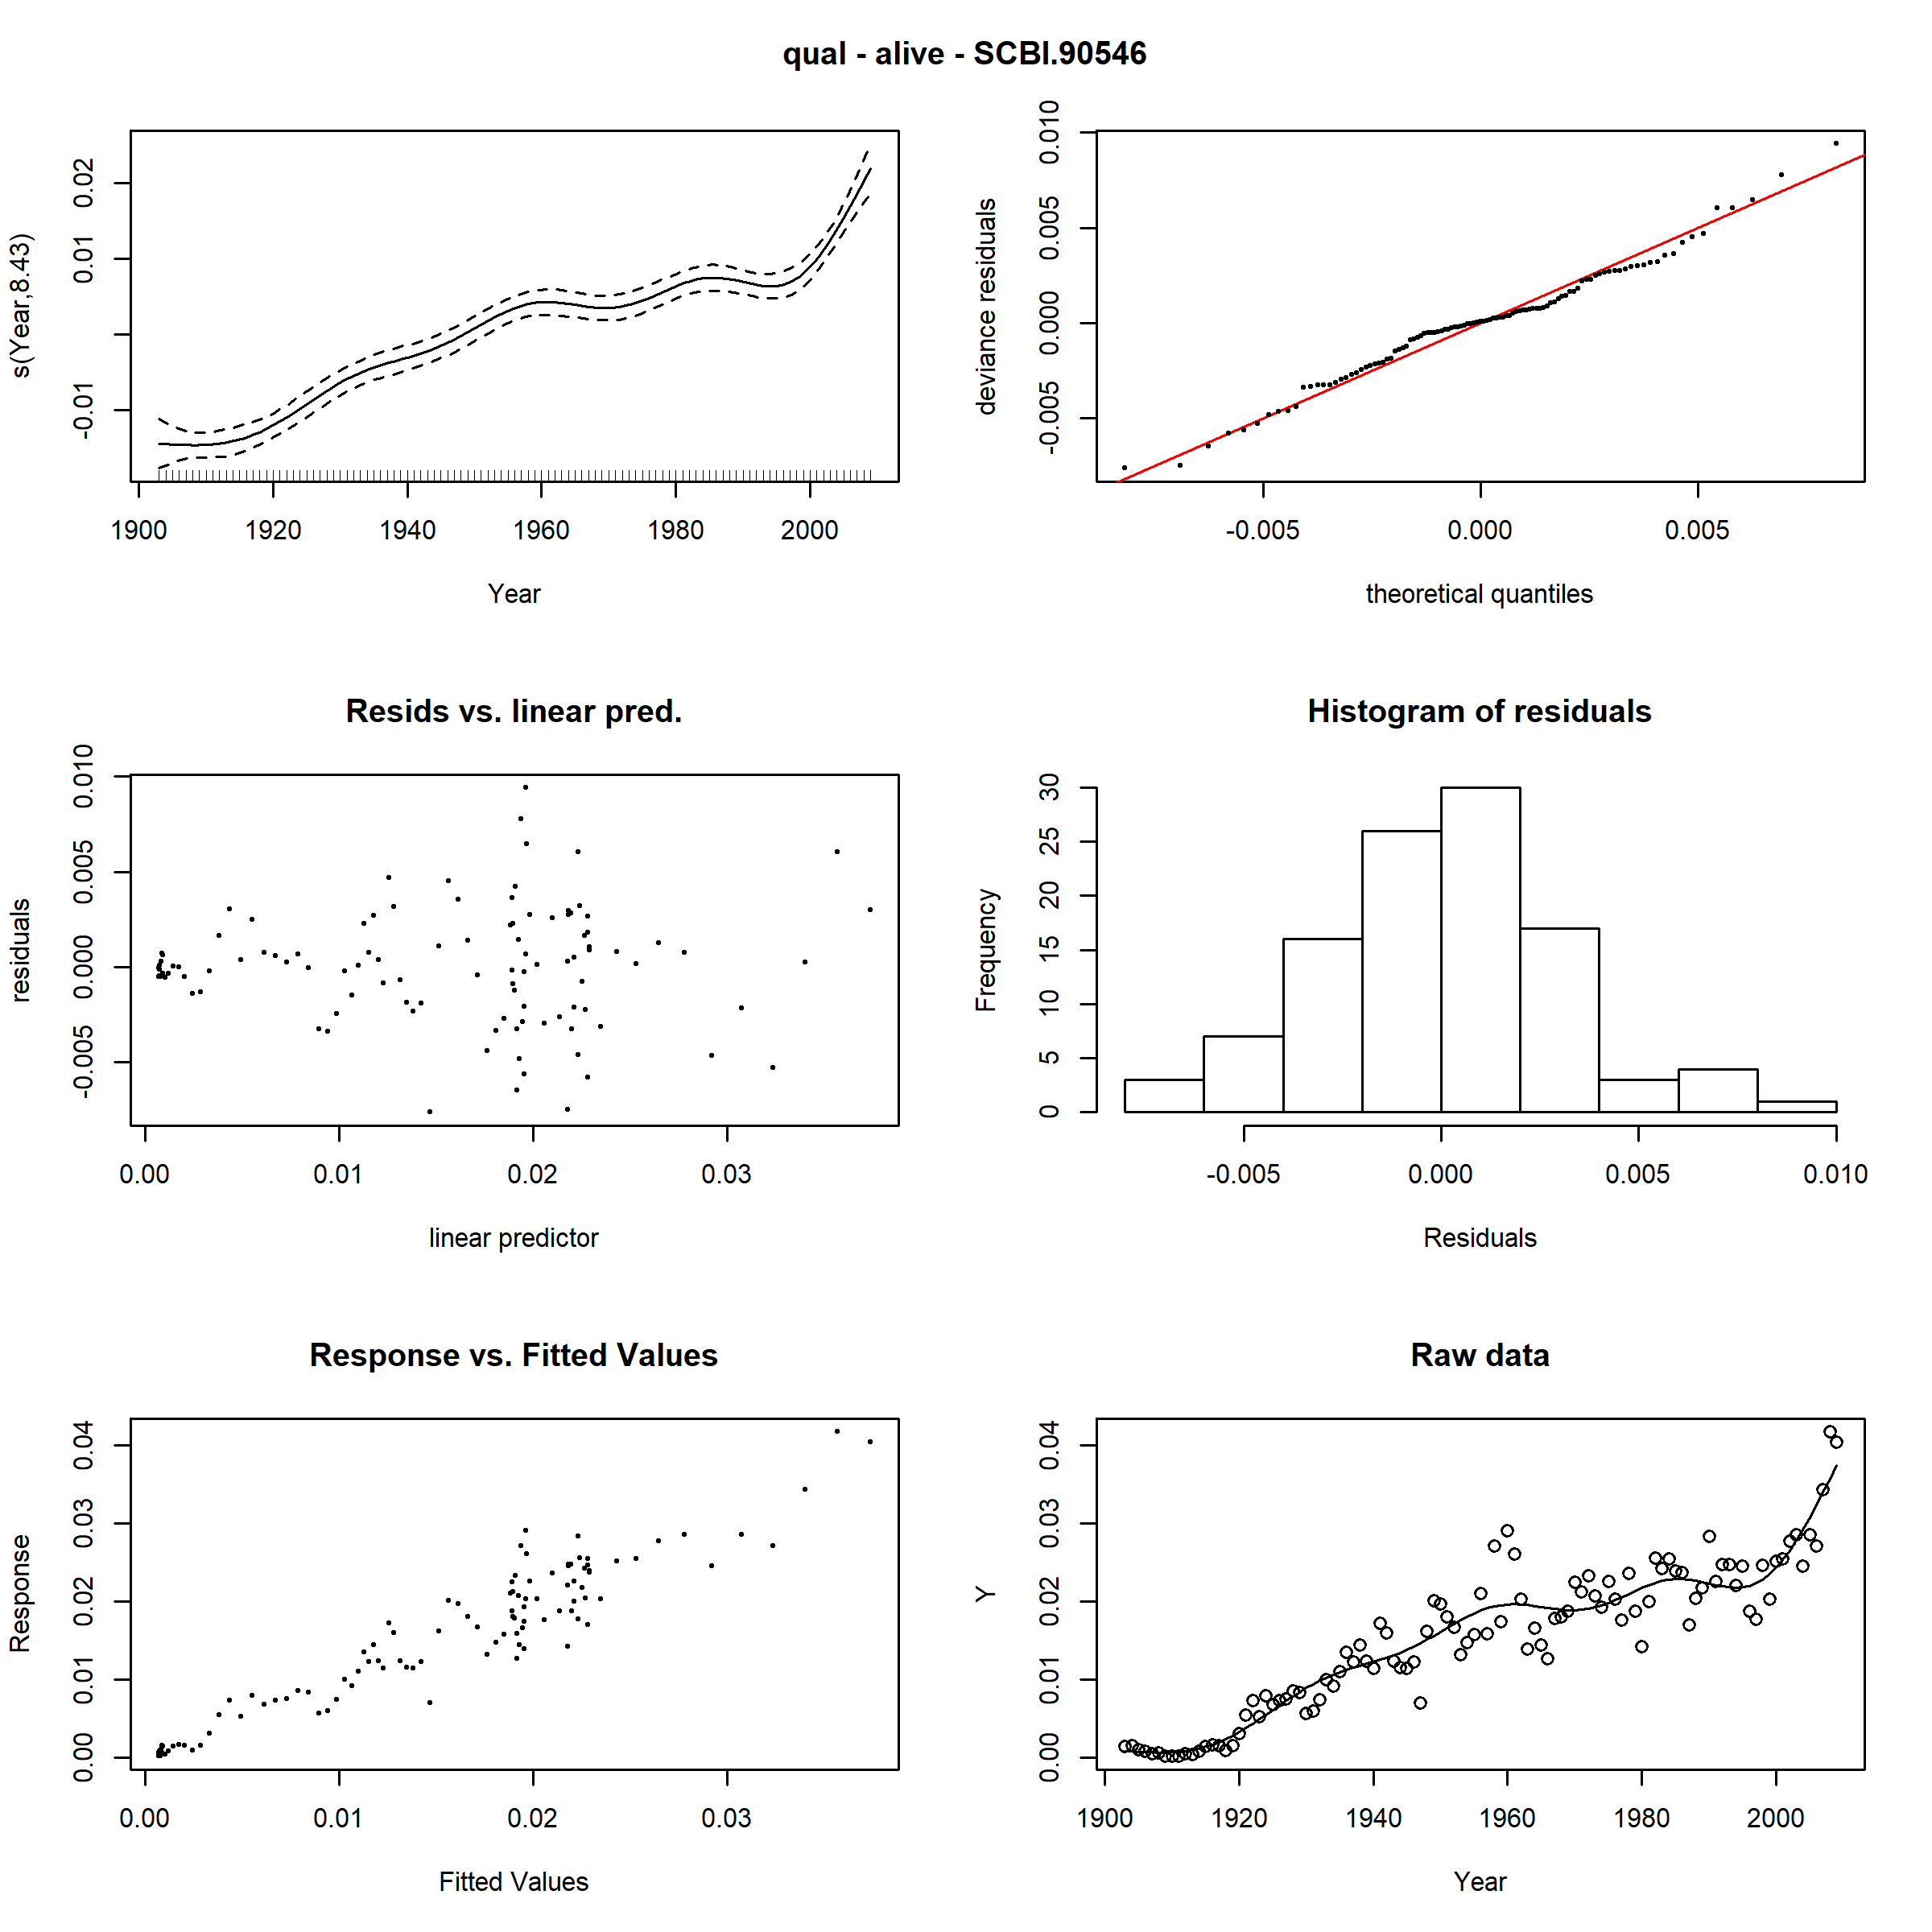 qual - alive - SCBI.90546
s(Year,8.43)
-0.01 0.01 0.02
1900 1920 1940 1960 1980 2000
Year
deviance residuals
-0.005 0.000 0.005 0.010
-0.005 0.000 0.005
theoretical quantiles
Resids vs. linear pred.
residuals
-0.005 0.000 0.005 0.010
0.00 0.01 0.02 0.03
linear predictor
Histogram of residuals
Frequency
0 5 10 15 20 25 30
-0.005 0.000 0.005 0.010
Residuals
Response vs. Fitted Values
Response
0.00 0.01 0.02 0.03 0.04
0.00 0.01 0.02 0.03
Fitted Values
Raw data
Y
0.00 0.01 0.02 0.03 0.04
1900 1920 1940 1960 1980 2000
Year